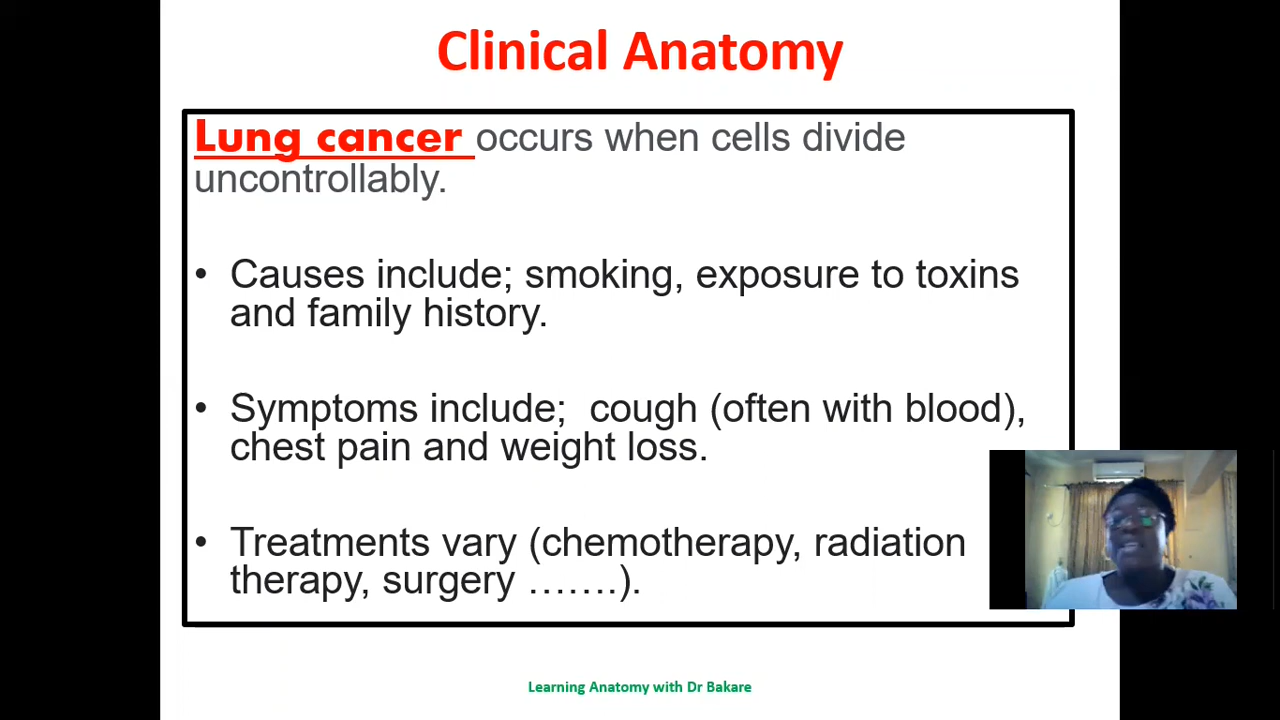 Clinical Anatomy
Lung cancer occurs when cells divide
uncontrollably.
• Causes include; smoking, exposure to toxins
and family history.
• Symptoms include;  cough (often with blood),
chest pain and weight loss.
• Treatments vary (chemotherapy, radiation
therapy, surgery …….).
Learning Anatomy with Dr Bakare